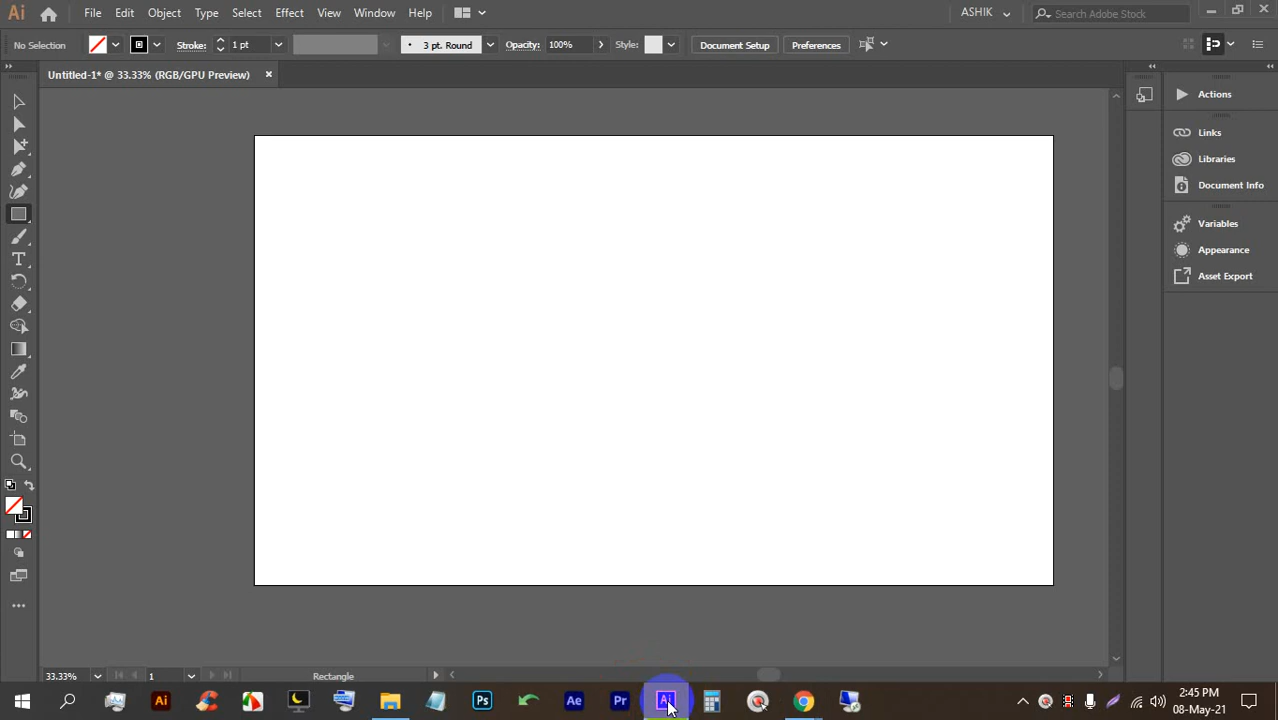 Ai File Edit Object Type Select Effect View Window Help ASHIK Search Adobe Stock
No Selection Stroke: 1 pt 3 pt. Round Opacity: 100% Style: Document Setup Preferences
Untitled-1* @ 33.33% (RGB/GPU Preview)
Actions
Links
Libraries
Document Info
Variables
Appearance
Asset Export
T
33.33% 1 Rectangle
Ai Ps Ae Pr Ai 2:45 PM
08-May-21